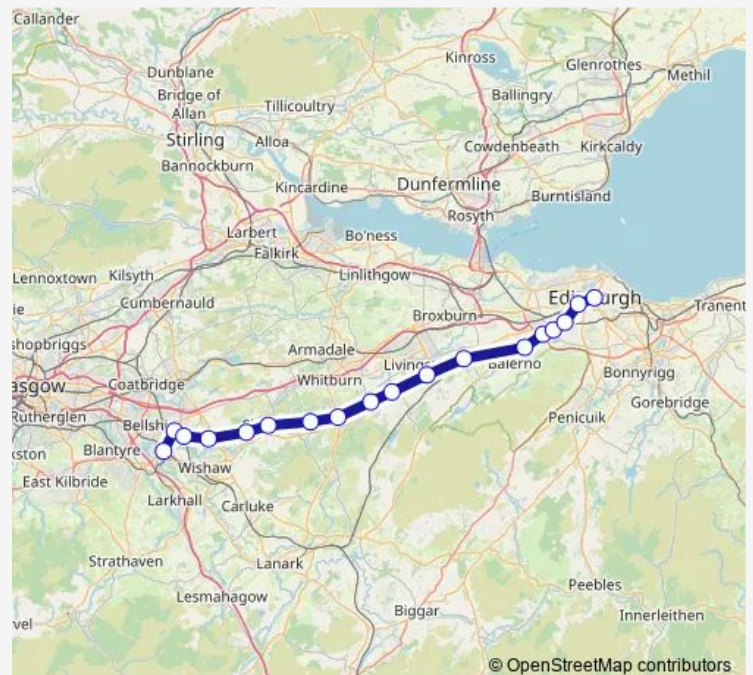 Callander
Kinross
Glenrothes
Methil
Dunblane
Bridge of
Allan
Ballingry
Tillicoultry
Stirling
Alloa
Cowdenbeath
Kirkcaldy
Bannockburn
Kincardine
Dunfermline
Burntisland
Rosyth
Larbert
Bo'ness
Falkirk
Lennoxtown
Kilsyth
Linlithgow
Cumbernauld
Broxburn
Tranent
shopbriggs
Armadale
asgow
Coatbridge
Whitburn
Balerno
Bonnyrigg
Rutherglen
Gorebridge
Blantyre
Penicuik
Wishaw
East Kilbride
Larkhall
Carluke
Strathaven
Lanark
Peebles
Lesmahagow
Biggar
Innerleithen
© OpenStreetMap contributors